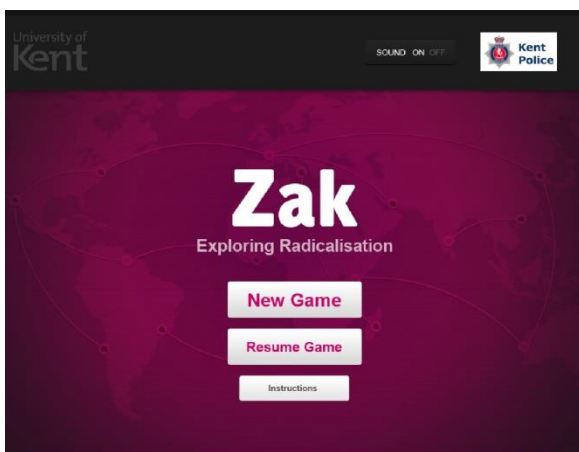 University of
Kent
SOUND ON OFF
Kent
Police
Zak
Exploring Radicalisation
New Game
Resume Game
Instructions